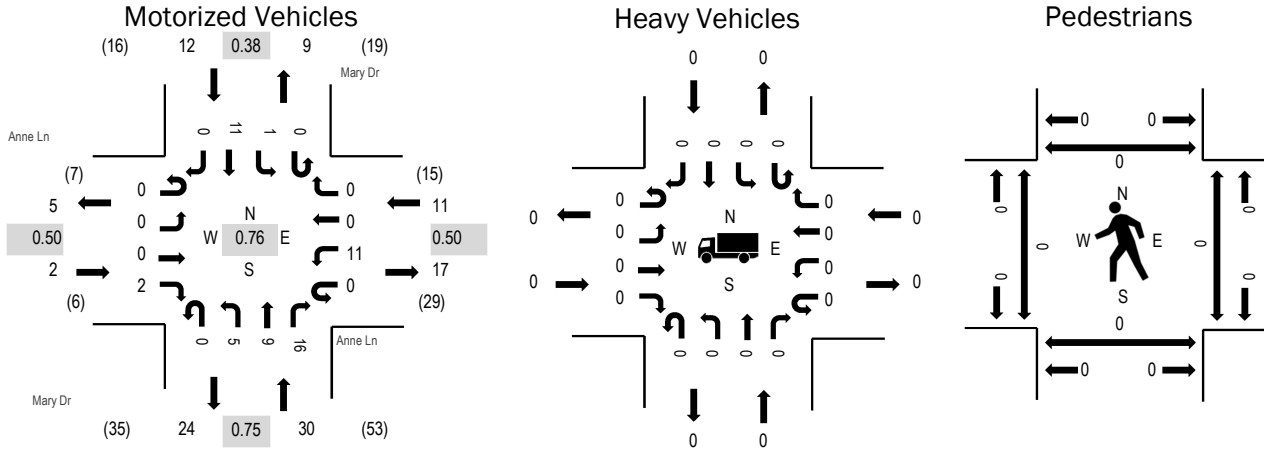 Motorized Vehicles
(16) 12 0.38 9 (19)
Mary Dr
Anne Ln
0 11 1 0
(7) 0 0 (15)
5 0 0 11
0.50 W N 0.76 E S 0.50
2 0 11 17
(6) 2 0 (29)
0 5 9 16
Anne Ln
Mary Dr
(35) 24 0.75 30 (53)
Heavy Vehicles
0 0
0 0 0 0
0 0
0 0 0 0
N
W E
S
0 0 0 0
0 0
0 0 0 0
0 0
Pedestrians
0 0
0
0 0
N
0 W E 0
S
0 0
0
0 0